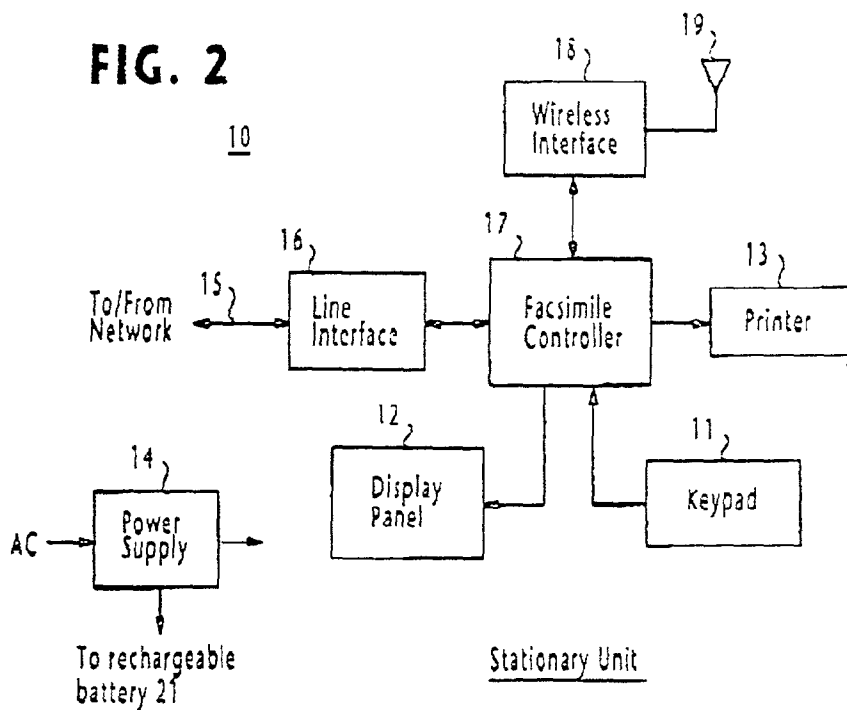 FIG. 2
10
18
19
Wireless
Interface
17
16
15
13
To/From
Network
Line
Interface
Facsimile
Controller
Printer
12
11
14
Display
Panel
Keypad
AC
Power
Supply
To rechargeable
battery 21
Stationary Unit